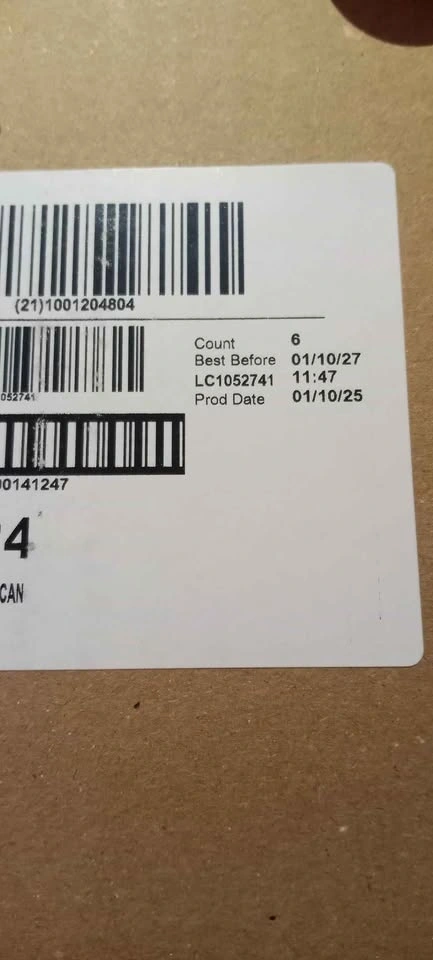 (21)1001204804
Count 6
Best Before 01/10/27
LC1052741 11:47
Prod Date 01/10/25
052741
00141247
4
CAN